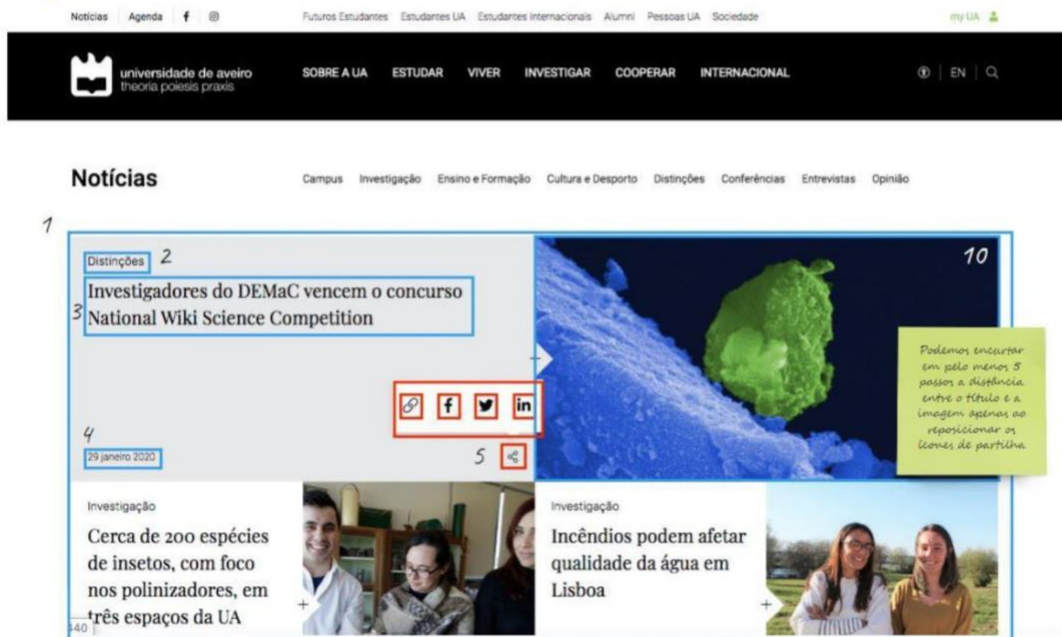 Notícias Agenda f
Futuros Estudantes Estudantes UA Estudantes Internacionais Alumni Pessoas UA Sociedade
my UA
universidade de aveiro
theoria poiesis praxis
SOBRE A UA ESTUDAR VIVER INVESTIGAR COOPERAR INTERNACIONAL
EN
Notícias
Campus Investigação Ensino e Formação Cultura e Desporto Distinções Conferências Entrevistas Opinião
1
Distinções 2
10
3
Investigadores do DEMaC vencem o concurso
National Wiki Science Competition
Podemos encurtar
em pelo menos 5
passos a distância
entre o título e a
imagem apenas ao
reposicionar os
ícones de partilha
f in
4
29 janeiro 2020
5
Investigação
Cerca de 200 espécies
de insetos, com foco
nos polinizadores, em
três espaços da UA
Investigação
Incêndios podem afetar
qualidade da água em
Lisboa